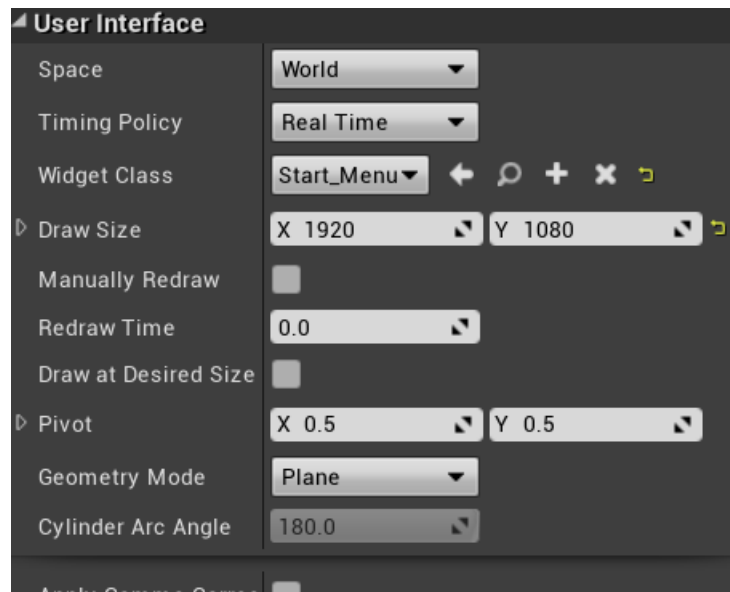 User Interface
Space World
Timing Policy Real Time
Widget Class Start_Menu
Draw Size X 1920 Y 1080
Manually Redraw
Redraw Time 0.0
Draw at Desired Size
Pivot X 0.5 Y 0.5
Geometry Mode Plane
Cylinder Arc Angle 180.0